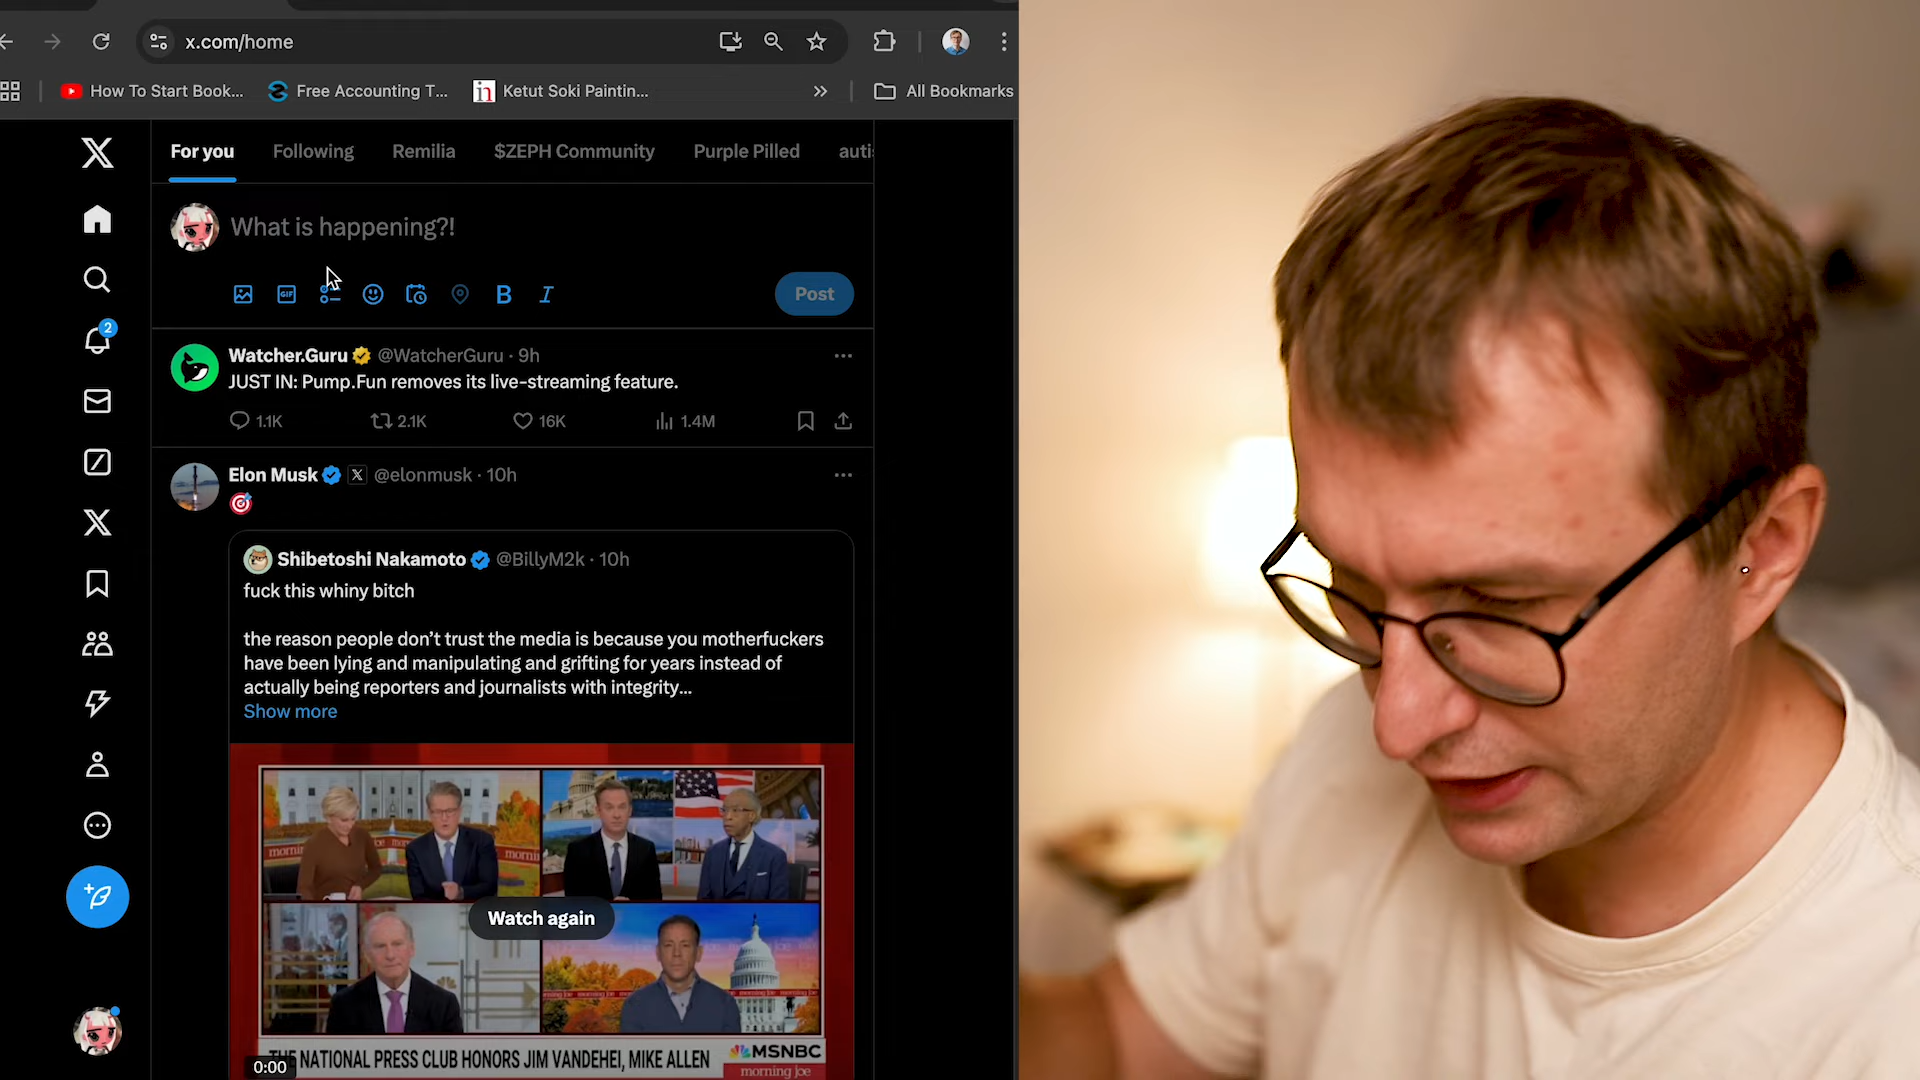 x.com/home
How To Start Book...
Free Accounting T...
Ketut Soki Paintin...
All Bookmarks
For you
Following
Remilia
$ZEPH Community
Purple Pilled
auti
What is happening?!
GIF
B
I
Post
2
Watcher.Guru @WatcherGuru · 9h
JUST IN: Pump.Fun removes its live-streaming feature.
1.1K
2.1K
16K
1.4M
Elon Musk X @elonmusk · 10h
Shibetoshi Nakamoto @BillyM2k · 10h
fuck this whiny bitch
the reason people don’t trust the media is because you motherfuckers
have been lying and manipulating and grifting for years instead of
actually being reporters and journalists with integrity...
Show more
Watch again
THE NATIONAL PRESS CLUB HONORS JIM VANDEHEI, MIKE ALLEN
MSNBC
morning joe
0:00